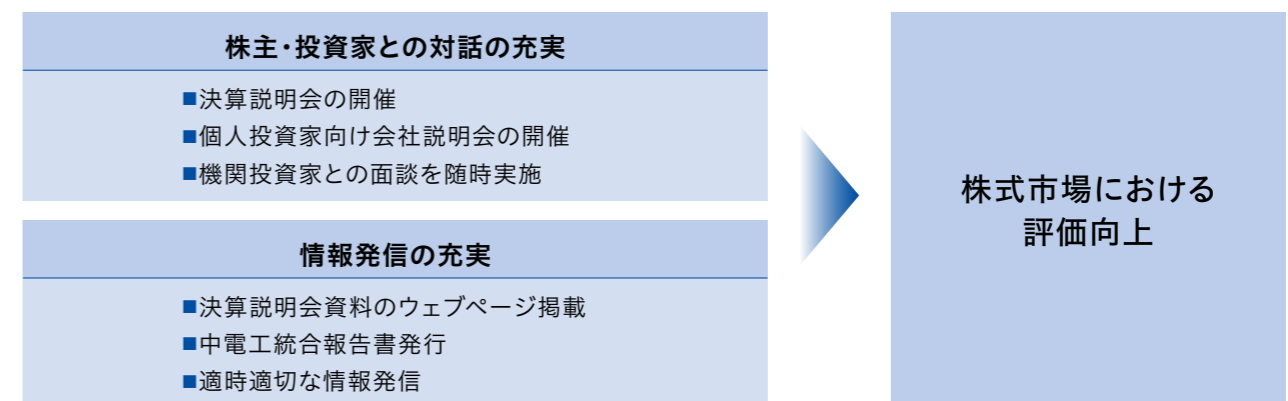 株主・投資家との対話の充実
■決算説明会の開催
■個人投資家向け会社説明会の開催
■機関投資家との面談を随時実施
情報発信の充実
■決算説明会資料のウェブページ掲載
■中電工統合報告書発行
■適時適切な情報発信
株式市場における
評価向上